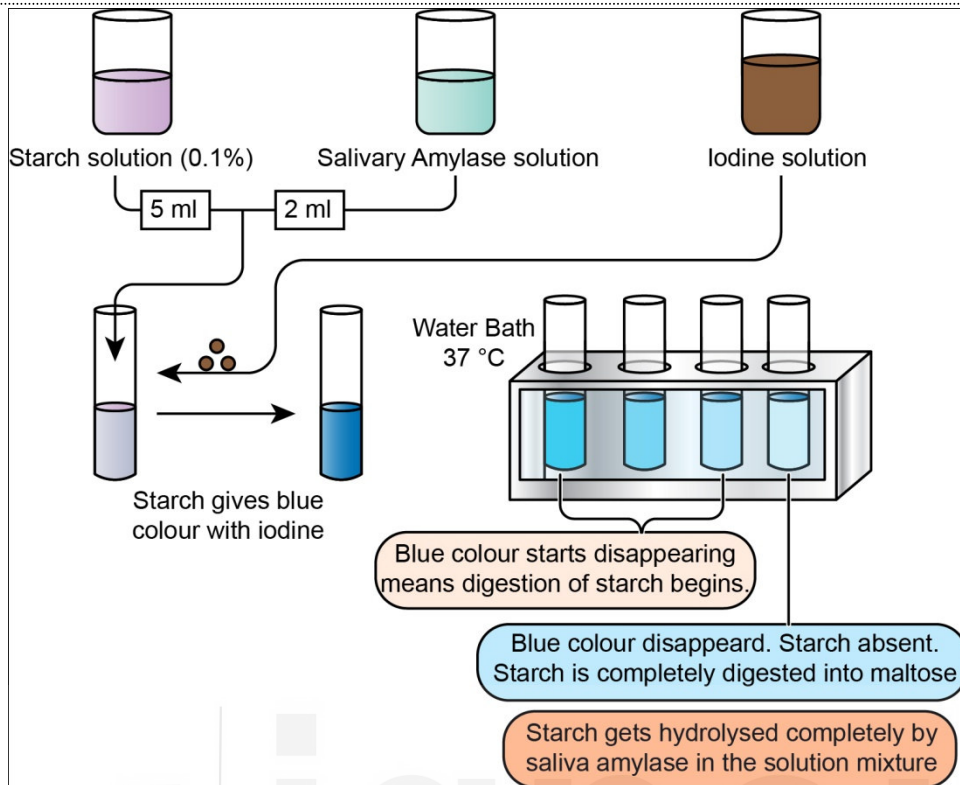 Starch solution (0.1%)
Salivary Amylase solution
Iodine solution
5 ml
2 ml
Water Bath
37 °C
Starch gives blue
colour with iodine
Blue colour starts disappearing
means digestion of starch begins.
Blue colour disappeard. Starch absent.
Starch is completely digested into maltose
Starch gets hydrolysed completely by
saliva amylase in the solution mixture